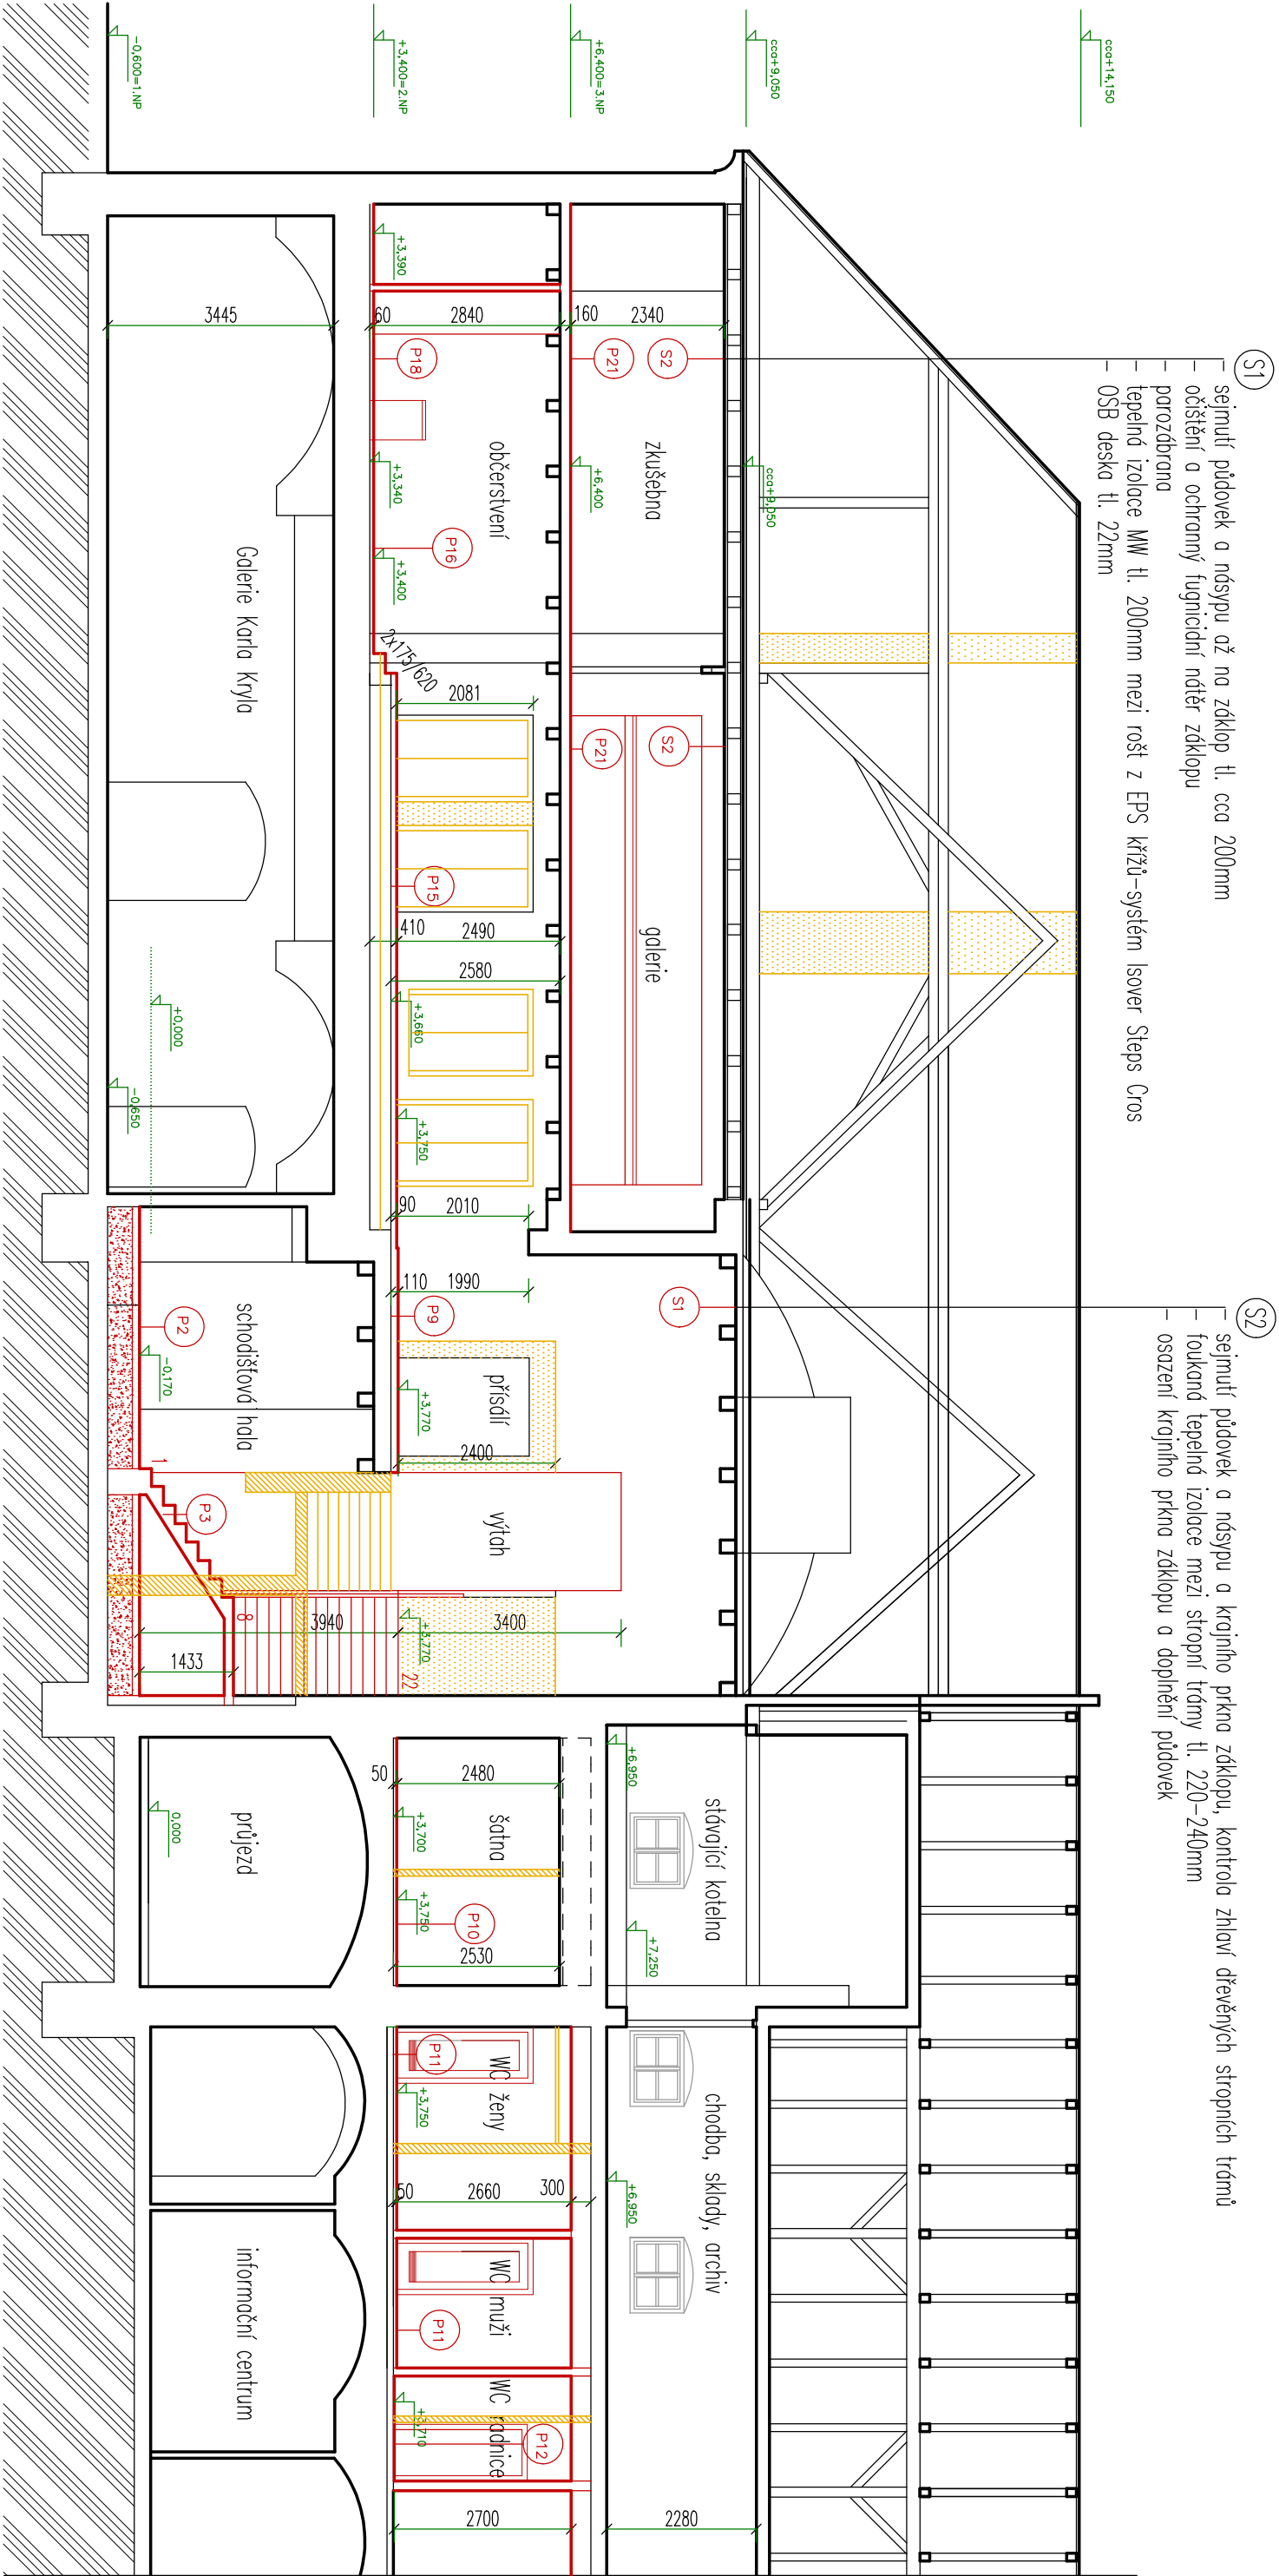 S1
- sejmutí půdovek a násypu až na záklop tl. cca 200mm
- očištění a ochranný fugnicidní nátěr záklopu
- parozábrana
- tepelná izolace MW tl. 200mm mezi rošt z EPS křížů-systém Isover Steps Cros
- OSB deska tl. 22mm
S2
- sejmutí půdovek a násypu a krajního prkna záklopu, kontrola zhlaví dřevěných stropních trámů
- foukaná tepelná izolace mezi stropní trámy tl. 220-240mm
- osazení krajního prkna záklopu a doplnění půdovek
cca+14,150
cca+9,050
+6,400=3.NP
+3,400=2.NP
-0,600=1.NP
cca+9,050
S2
P21
2340
160
zkušebna
+6,400
S2
P21
galerie
S1
+3,390
60
2840
P18
občerstvení
+3,340
P16
+3,400
2x175/620
2081
P15
410
2490
2580
+3,660
+3,750
90
2010
110
1990
P9
přísálí
+3,770
2400
výtah
3400
+3,770
22
3940
8
1433
3445
Galerie Karla Kryla
+0,000
-0,650
schodišťová hala
P2
-0,170
1
P3
+6,950
stávající kotelna
+7,250
chodba, sklady, archiv
+6,950
2280
50
2480
šatna
+3,700
+3,750
P10
2530
P11
WC ženy
+3,750
50
2660
300
WC muži
P11
WC radnice
+3,710
P12
2700
průjezd
0,000
informační centrum